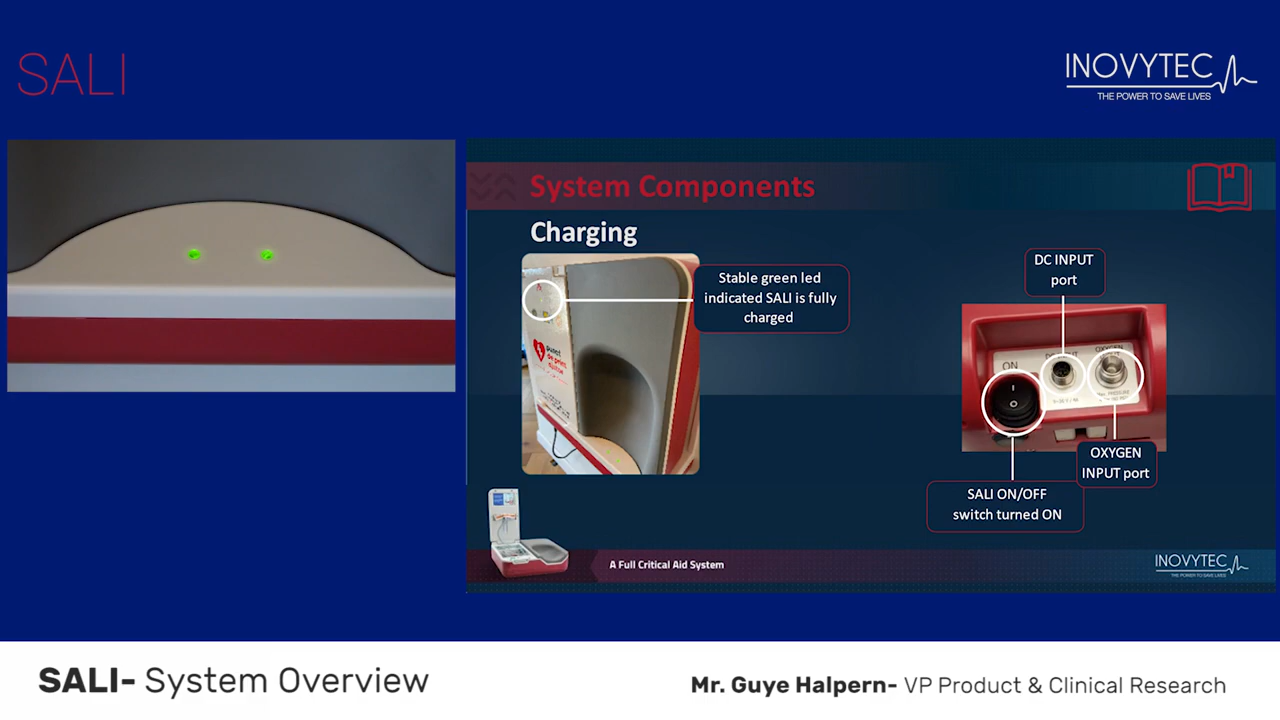 SALI
INOVYTEC
THE POWER TO SAVE LIVES
System Components
Charging
Stable green led
indicated SALI is fully
charged
DC INPUT
port
ON
OXYGEN
INPUT port
SALI ON/OFF
switch turned ON
A Full Critical Aid System
INOVYTEC
THE POWER TO SAVE LIVES
SALI- System Overview
Mr. Guye Halpern- VP Product & Clinical Research